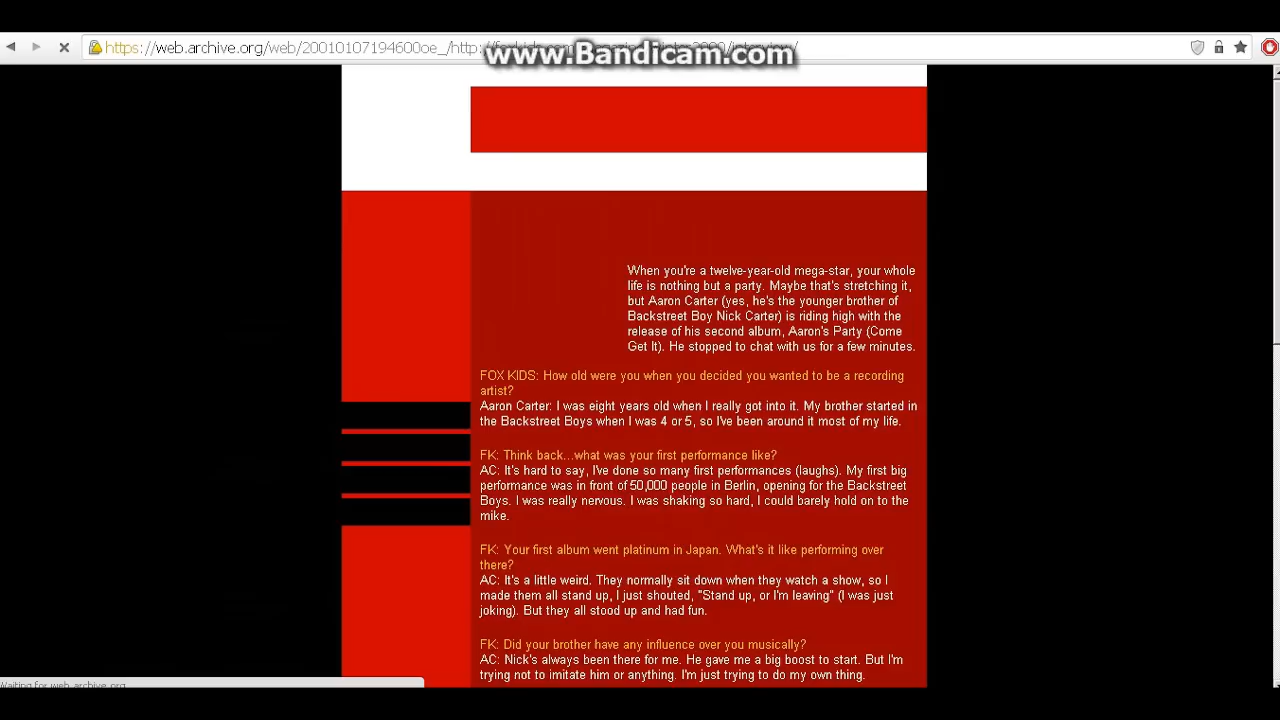 www.Bandicam.com
https://web.archive.org/web/20010107194600oe_/http://
When you're a twelve-year-old mega-star, your whole
life is nothing but a party. Maybe that's stretching it,
but Aaron Carter (yes, he's the younger brother of
Backstreet Boy Nick Carter) is riding high with the
release of his second album, Aaron's Party (Come
Get It). He stopped to chat with us for a few minutes.
FOX KIDS: How old were you when you decided you wanted to be a recording
artist?
Aaron Carter: I was eight years old when I really got into it. My brother started in
the Backstreet Boys when I was 4 or 5, so I've been around it most of my life.
FK: Think back...what was your first performance like?
AC: It's hard to say, I've done so many first performances (laughs). My first big
performance was in front of 50,000 people in Berlin, opening for the Backstreet
Boys. I was really nervous. I was shaking so hard, I could barely hold on to the
mike.
FK: Your first album went platinum in Japan. What's it like performing over
there?
AC: It's a little weird. They normally sit down when they watch a show, so I
made them all stand up, I just shouted, "Stand up, or I'm leaving" (I was just
joking). But they all stood up and had fun.
FK: Did your brother have any influence over you musically?
AC: Nick's always been there for me. He gave me a big boost to start. But I'm
trying not to imitate him or anything. I'm just trying to do my own thing.
Waiting for web.archive.org